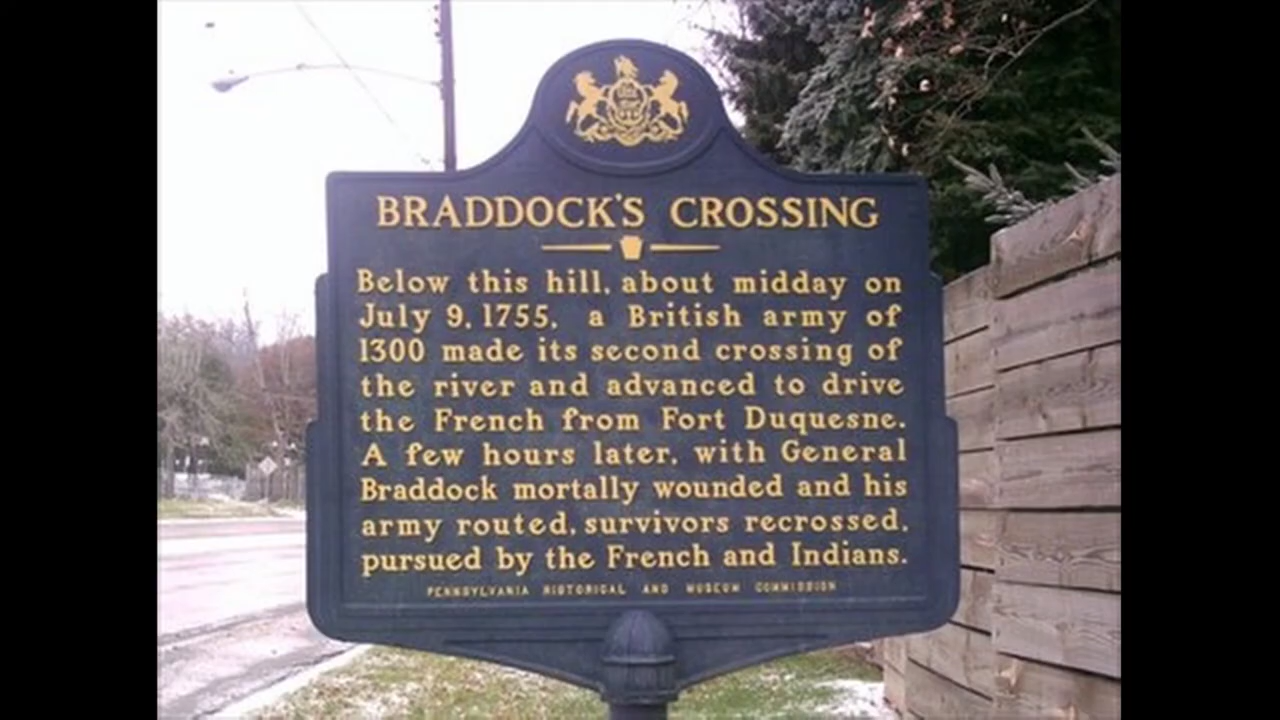 BRADDOCK'S CROSSING
Below this hill, about midday on
July 9, 1755, a British army of
1300 made its second crossing of
the river and advanced to drive
the French from Fort Duquesne.
A few hours later, with General
Braddock mortally wounded and his
army routed, survivors recrossed,
pursued by the French and Indians.
PENNSYLVANIA HISTORICAL AND MUSEUM COMMISSION